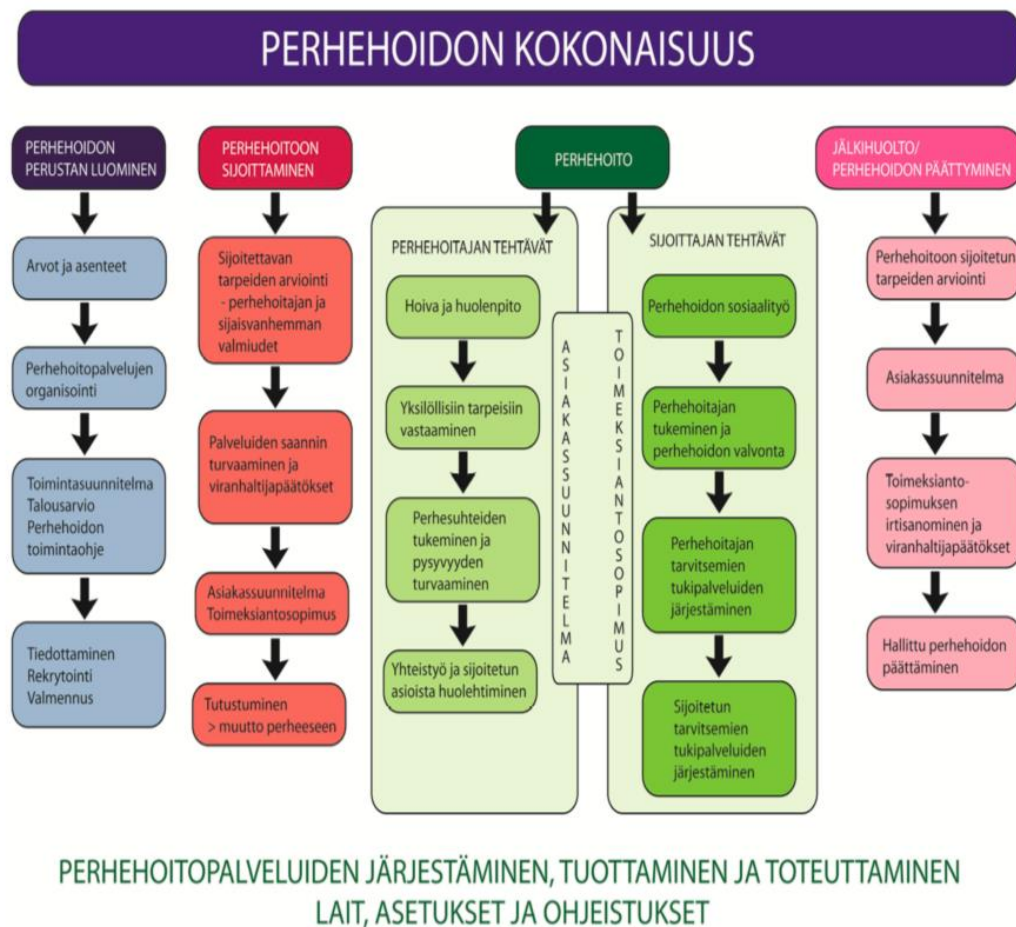 PERHEHOIDON KOKONAISUUS
PERHEHOIDON
PERUSTAN LUOMINEN
Arvot ja asenteet
Perhehoitopalvelujen
organisointi
Toimintasuunnitelma
Talousarvio
Perhehoidon
toimintaohje
Tiedottaminen
Rekrytointi
Valmennus
PERHEHOITOON
SIJOITTAMINEN
Sijoitettavan
tarpeiden arviointi
- perhehoitajan ja
sijaisvanhemman
valmiudet
Palveluiden saannin
turvaaminen ja
viranhaltijapäätökset
Asiakassuunnitelma
Toimeksiantosopimus
Tutustuminen
> muutto perheeseen
PERHEHOITO
PERHEHOITAJAN TEHTÄVÄT
Hoiva ja huolenpito
Yksilöllisiin tarpeisiin
vastaaminen
Perhesuhteiden
tukeminen ja
pysyvyyden
turvaaminen
Yhteistyö ja sijoitetun
asioista huolehtiminen
ASIAKASSUUNNITELMA
TOIMEKSIANTOSOPIMUS
SIJOITTAJAN TEHTÄVÄT
Perhehoidon sosiaalityö
Perhehoitajan
tukeminen ja
perhehoidon valvonta
Perhehoitajan
tarvitsemien
tukipalveluiden
järjestäminen
Sijoitetun
tarvitsemien
tukipalveluiden
järjestäminen
JÄLKIHUOLTO/
PERHEHOIDON PÄÄTTYMINEN
Perhehoitoon sijoitetun
tarpeiden arviointi
Asiakassuunnitelma
Toimeksianto-
sopimuksen
irtisanominen ja
viranhaltijapäätökset
Hallittu perhehoidon
päättäminen
PERHEHOITOPALVELUIDEN JÄRJESTÄMINEN, TUOTTAMINEN JA TOTEUTTAMINEN
LAIT, ASETUKSET JA OHJEISTUKSET